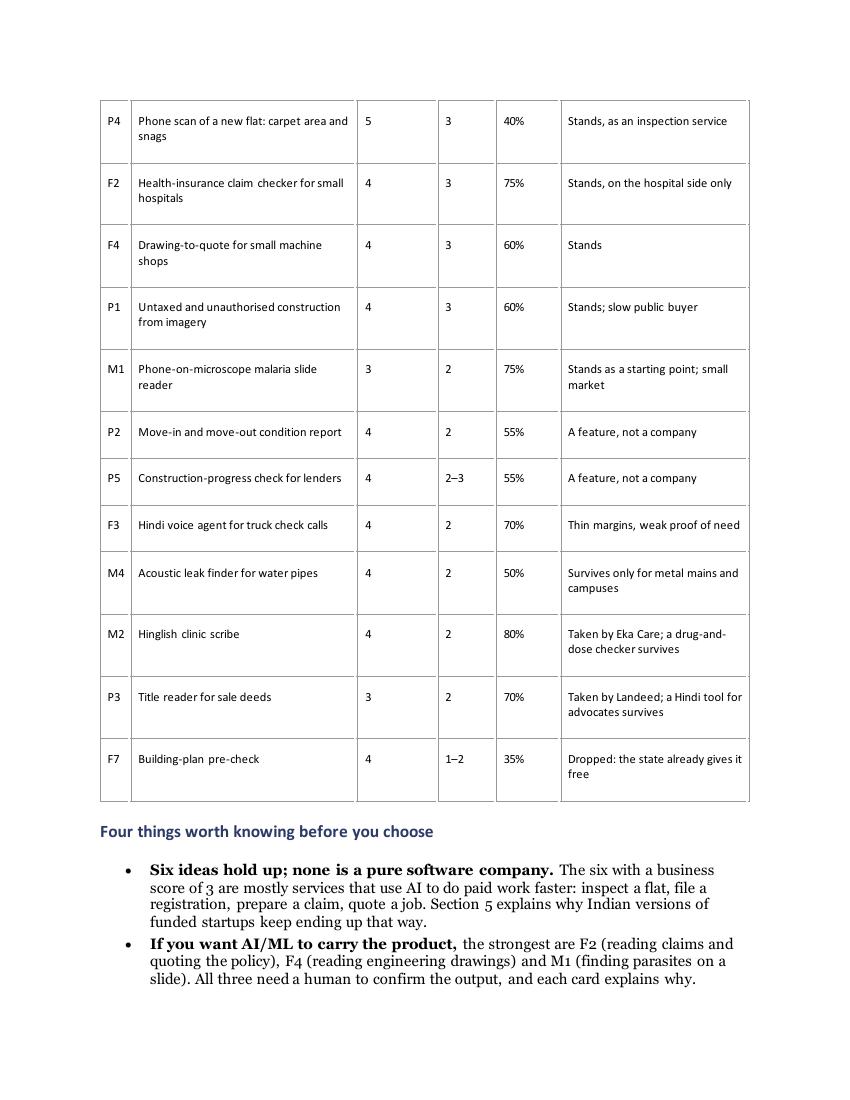 P4 Phone scan of a new flat: carpet area and 5 3 40% Stands, as an inspection service
snags
F2 Health-insurance claim checker for small 4 3 75% Stands, on the hospital side only
hospitals
F4 Drawing-to-quote for small machine 4 3 60% Stands
shops
P1 Untaxed and unauthorised construction 4 3 60% Stands; slow public buyer
from imagery
M1 Phone-on-microscope malaria slide 3 2 75% Stands as a starting point; small
reader market
P2 Move-in and move-out condition report 4 2 55% A feature, not a company
P5 Construction-progress check for lenders 4 2–3 55% A feature, not a company
F3 Hindi voice agent for truck check calls 4 2 70% Thin margins, weak proof of need
M4 Acoustic leak finder for water pipes 4 2 50% Survives only for metal mains and
campuses
M2 Hinglish clinic scribe 4 2 80% Taken by Eka Care; a drug-and-
dose checker survives
P3 Title reader for sale deeds 3 2 70% Taken by Landeed; a Hindi tool for
advocates survives
F7 Building-plan pre-check 4 1–2 35% Dropped: the state already gives it
free
Four things worth knowing before you choose
• Six ideas hold up; none is a pure software company. The six with a business
score of 3 are mostly services that use AI to do paid work faster: inspect a flat, file a
registration, prepare a claim, quote a job. Section 5 explains why Indian versions of
funded startups keep ending up that way.
• If you want AI/ML to carry the product, the strongest are F2 (reading claims and
quoting the policy), F4 (reading engineering drawings) and M1 (finding parasites on a
slide). All three need a human to confirm the output, and each card explains why.